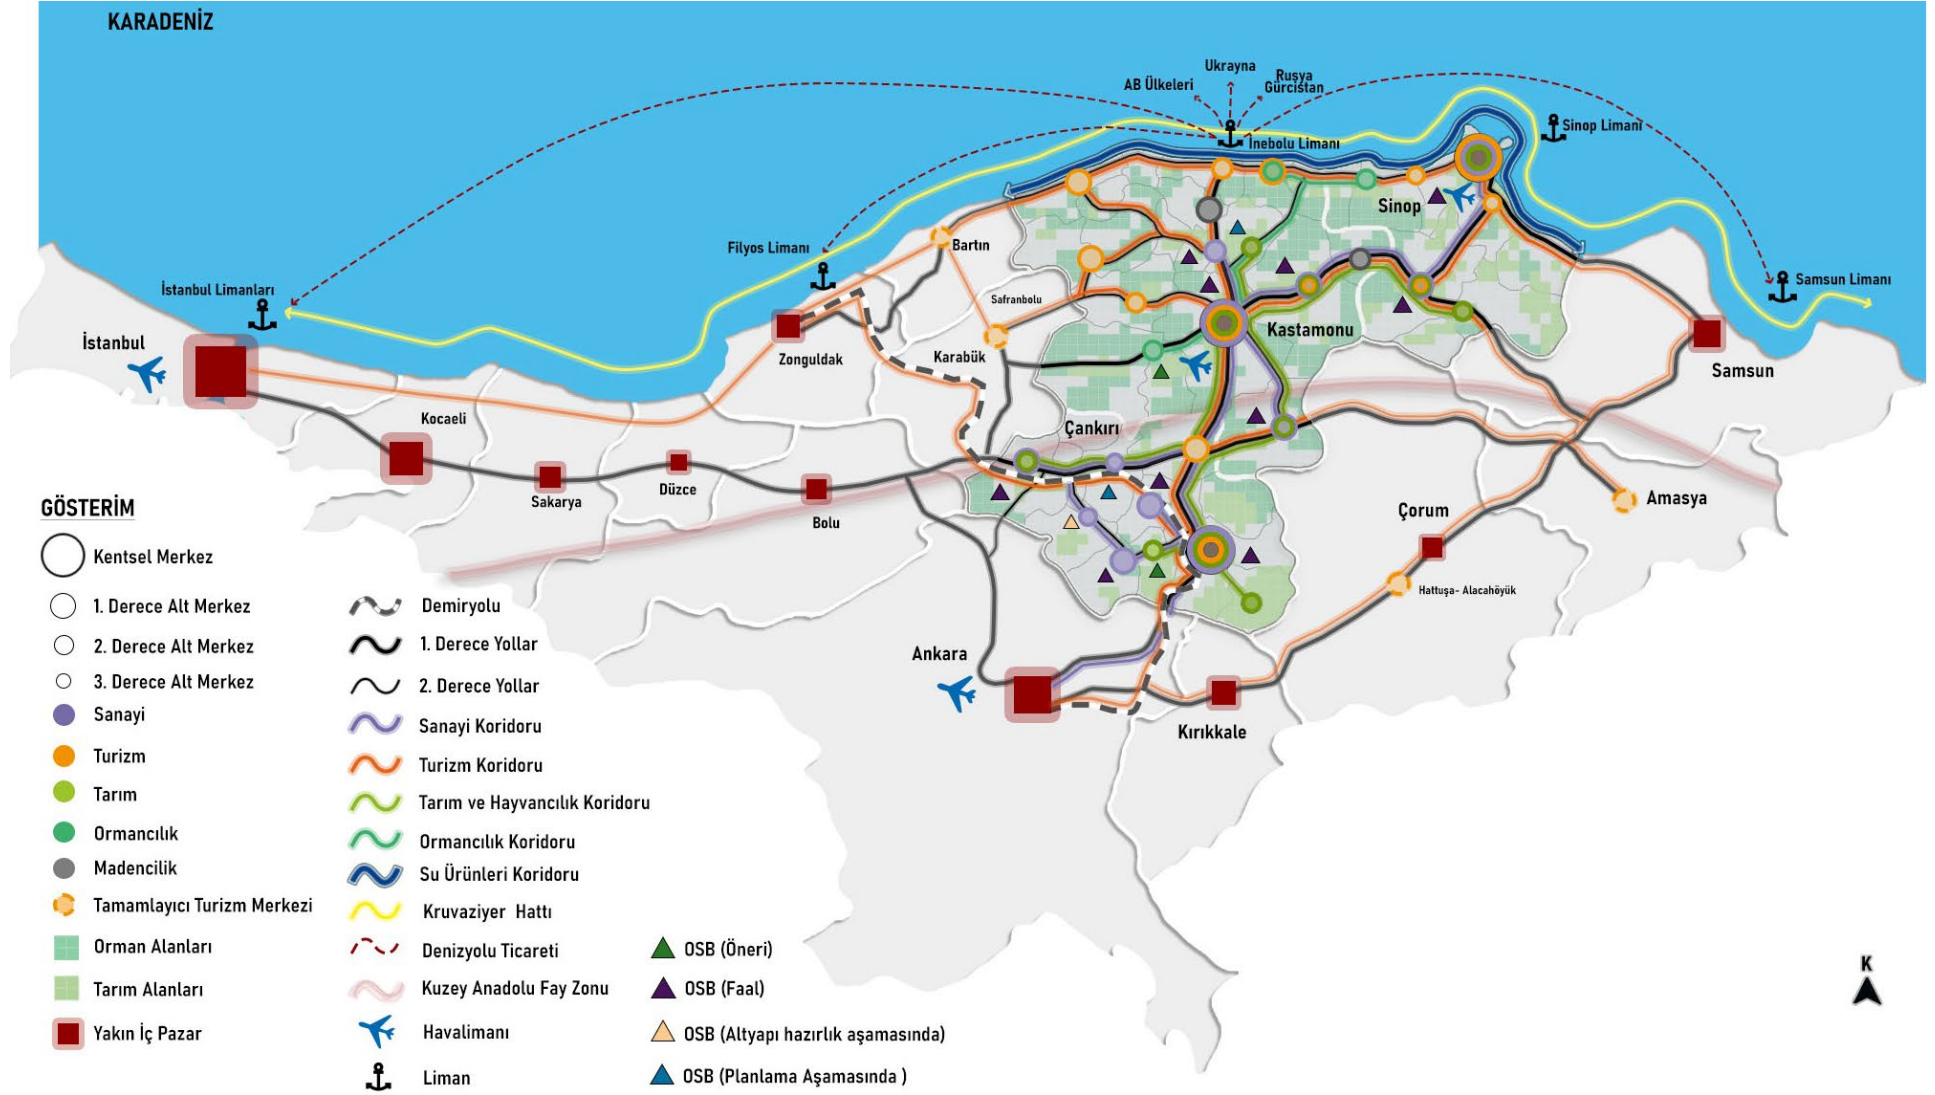 KARADENİZ
Ukrayna
AB Ülkeleri
Rusya
Gürcistan
İnebolu Limanı
Sinop Limanı
Sinop
Filyos Limanı
Bartın
İstanbul Limanları
Samsun Limanı
Safranbolu
İstanbul
Zonguldak
Karabük
Kastamonu
Samsun
Kocaeli
Çankırı
Sakarya
Düzce
Bolu
Çorum
Amasya
Hattuşa- Alacahöyük
Ankara
Kırıkkale
GÖSTERİM
Kentsel Merkez
1. Derece Alt Merkez
2. Derece Alt Merkez
3. Derece Alt Merkez
Sanayi
Turizm
Tarım
Ormancılık
Madencilik
Tamamlayıcı Turizm Merkezi
Orman Alanları
Tarım Alanları
Yakın İç Pazar
Demiryolu
1. Derece Yollar
2. Derece Yollar
Sanayi Koridoru
Turizm Koridoru
Tarım ve Hayvancılık Koridoru
Ormancılık Koridoru
Su Ürünleri Koridoru
Kruvaziyer Hattı
Denizyolu Ticareti
Kuzey Anadolu Fay Zonu
Havalimanı
Liman
OSB (Öneri)
OSB (Faal)
OSB (Altyapı hazırlık aşamasında)
OSB (Planlama Aşamasında )
K